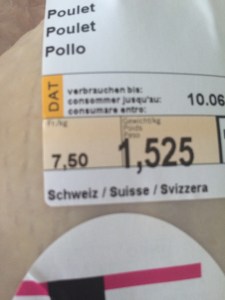 Poulet
Poulet
Pollo
DAT
verbrauchen bis:
consommer jusqu'au:
consumare entro:
10.06
Fr/kg
Gewicht/kg
Poids
Peso
7,50
1,525
Schweiz / Suisse / Svizzera